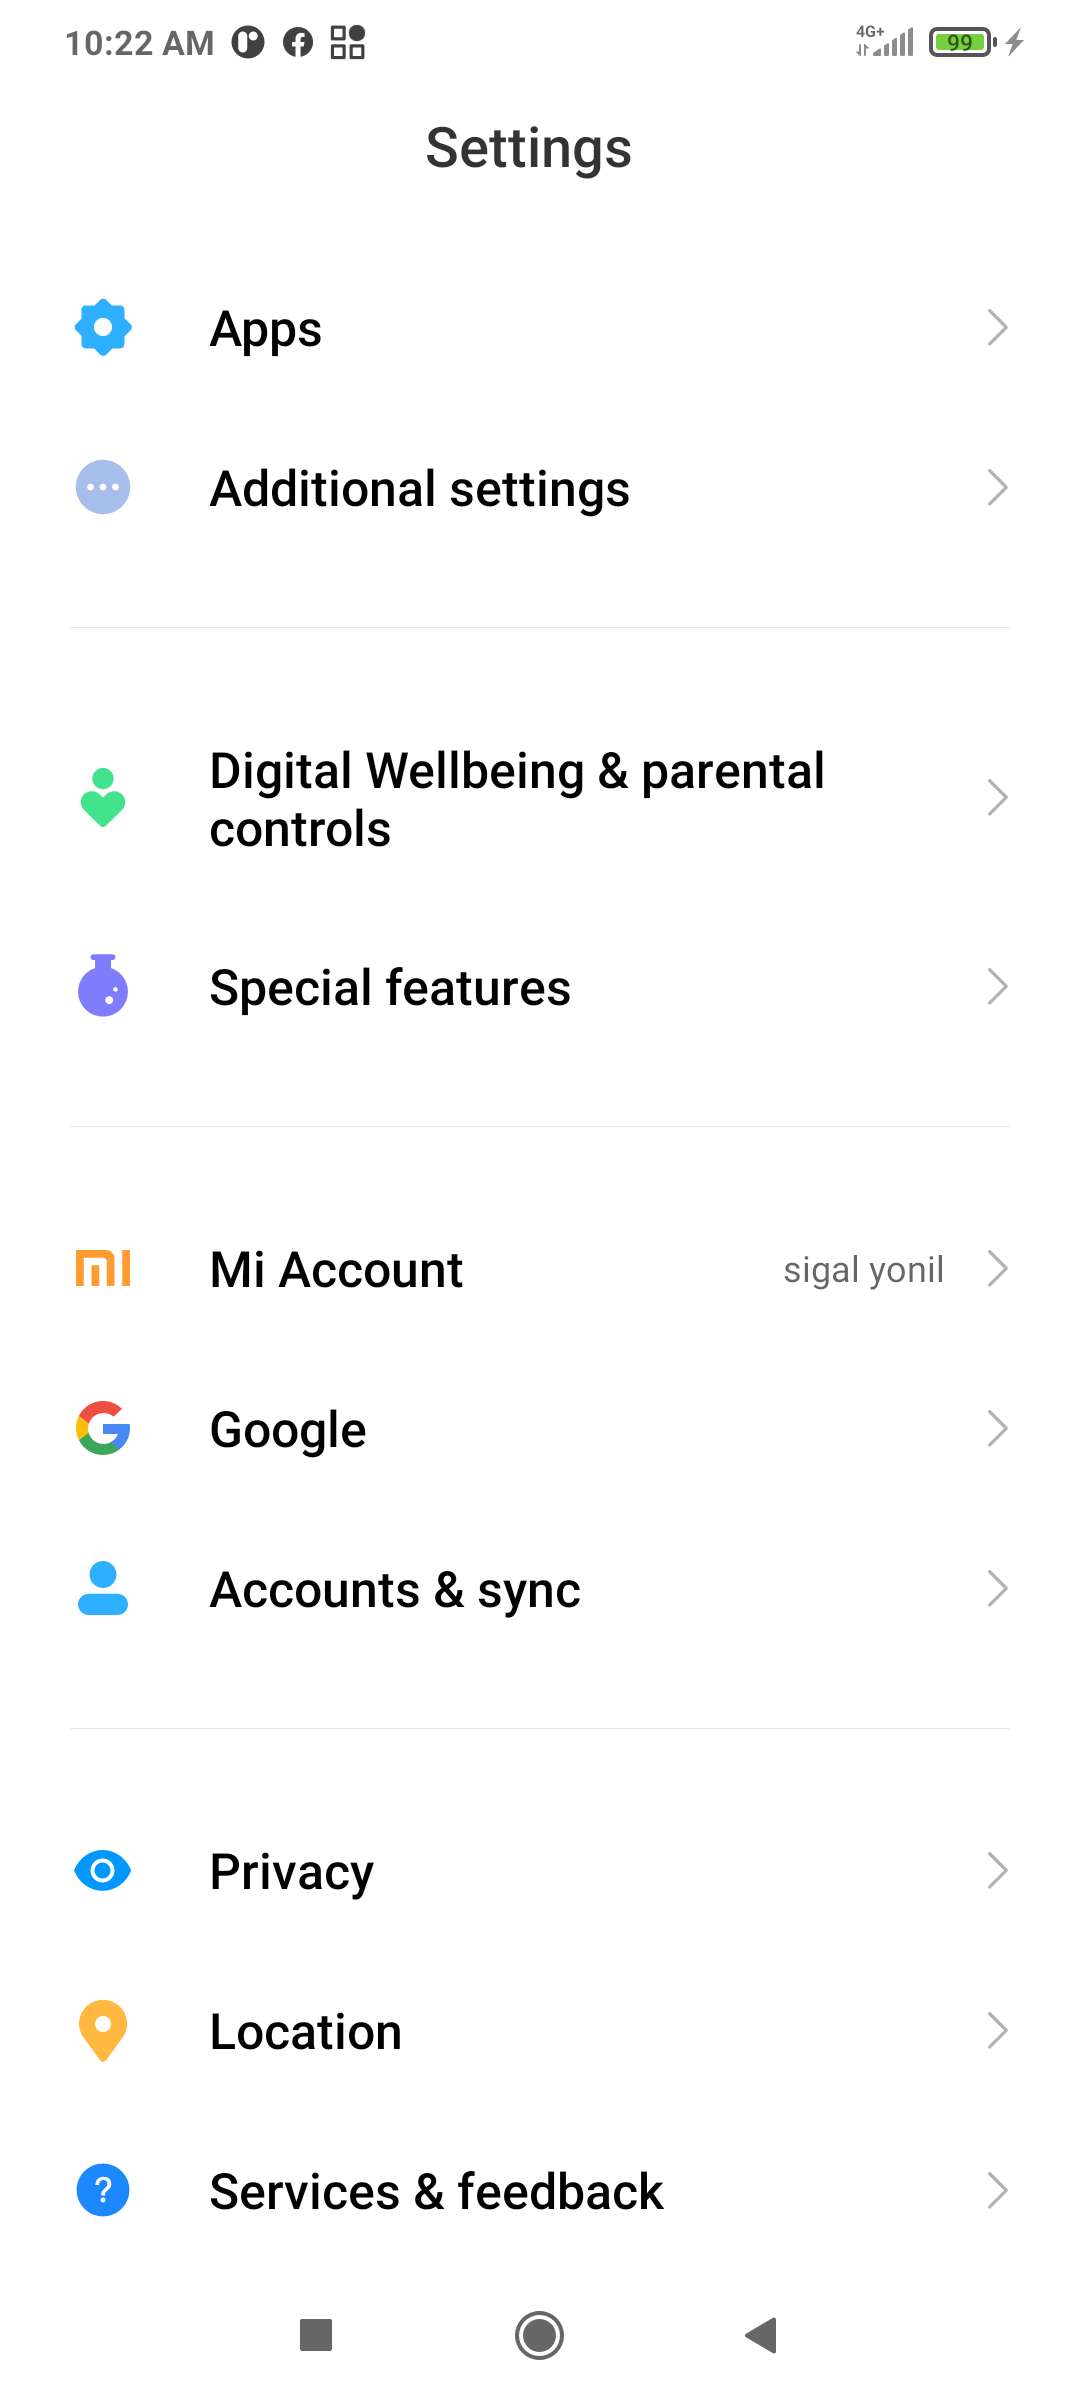 10:22 AM
4G+
99
Settings
Apps
Additional settings
Digital Wellbeing & parental
controls
Special features
Mi Account
sigal yonil
Google
Accounts & sync
Privacy
Location
Services & feedback